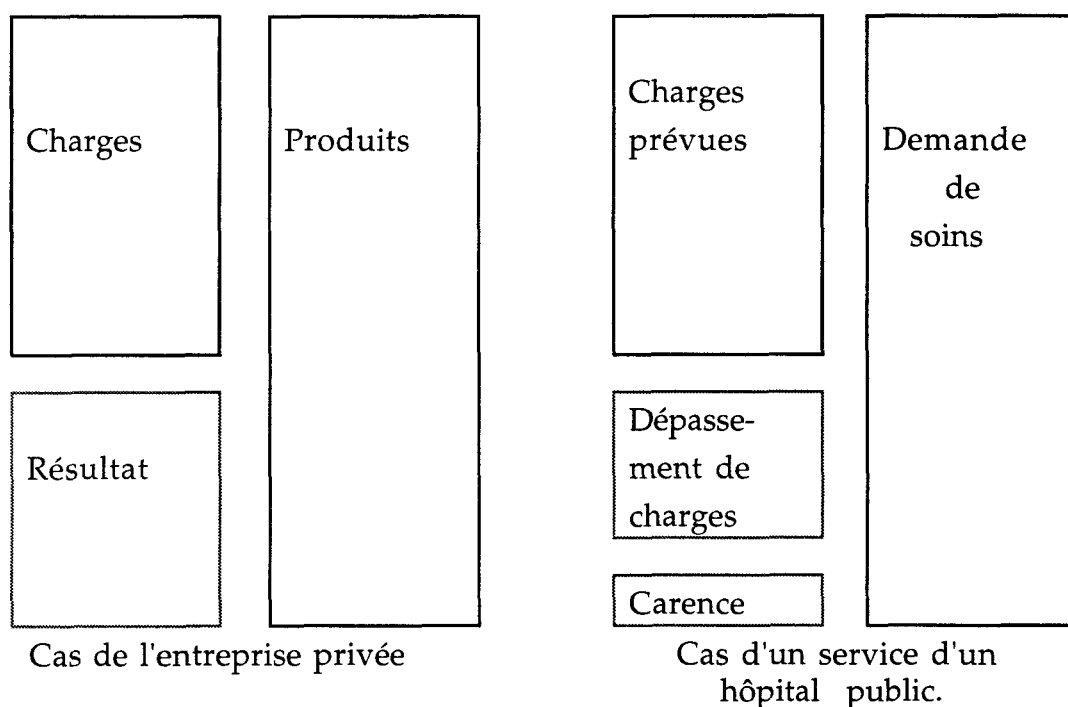 Charges
Produits
Résultat
Cas de l'entreprise privée
Charges
prévues
Demande
de
soins
Dépasse-
ment de
charges
Carence
Cas d'un service d'un
hôpital public.